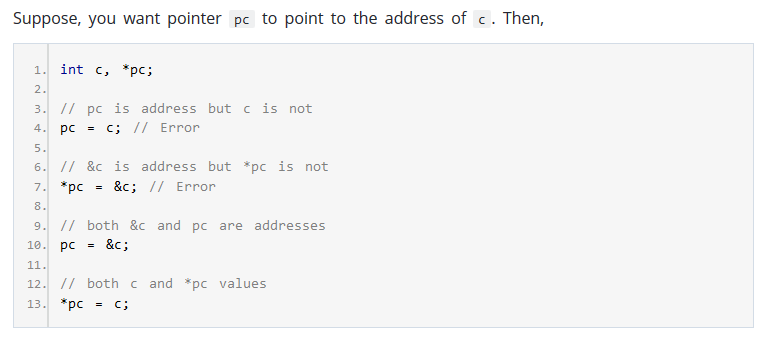 Suppose, you want pointer pc to point to the address of c. Then,
1. int c, *pc;
2.
3. // pc is address but c is not
4. pc = c; // Error
5.
6. // &c is address but *pc is not
7. *pc = &c; // Error
8.
9. // both &c and pc are addresses
10. pc = &c;
11.
12. // both c and *pc values
13. *pc = c;